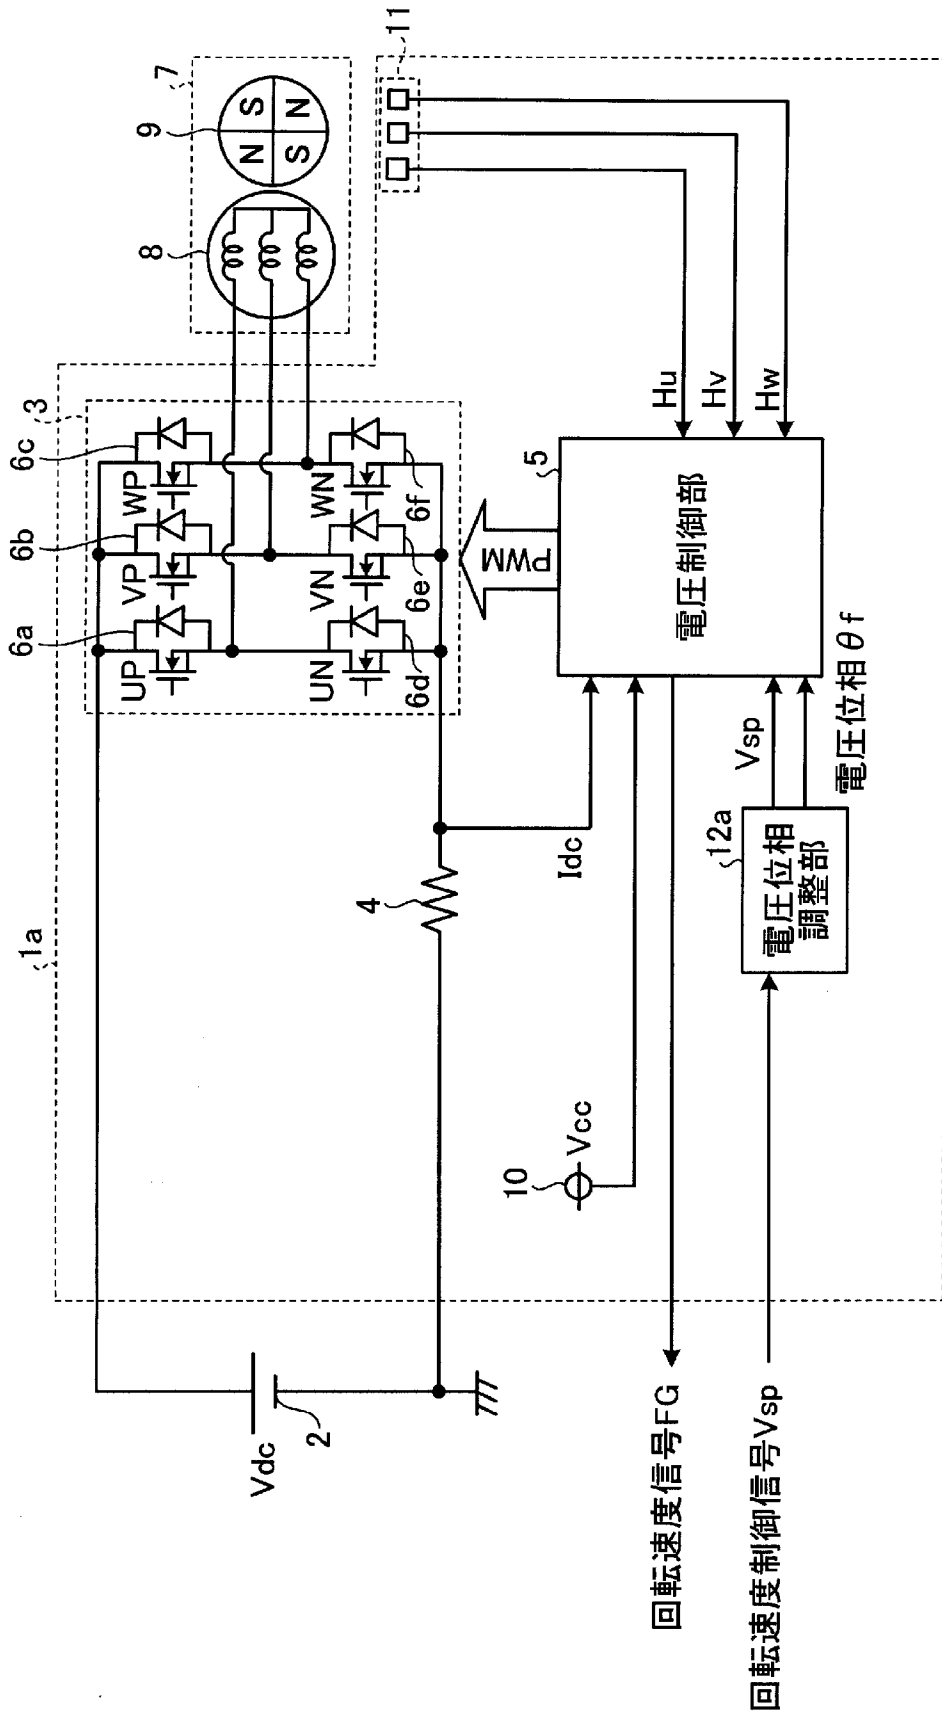 1a
3
6a
6b
6c
UP
VP
WP
UN
VN
WN
6d
6e
6f
7
8
9
N
S
S
N
11
Vdc
2
4
Idc
PWM
5
電圧制御部
Hu
Hv
Hw
10
Vcc
12a
電圧位相
調整部
Vsp
電圧位相θf
回転速度信号FG
回転速度制御信号Vsp